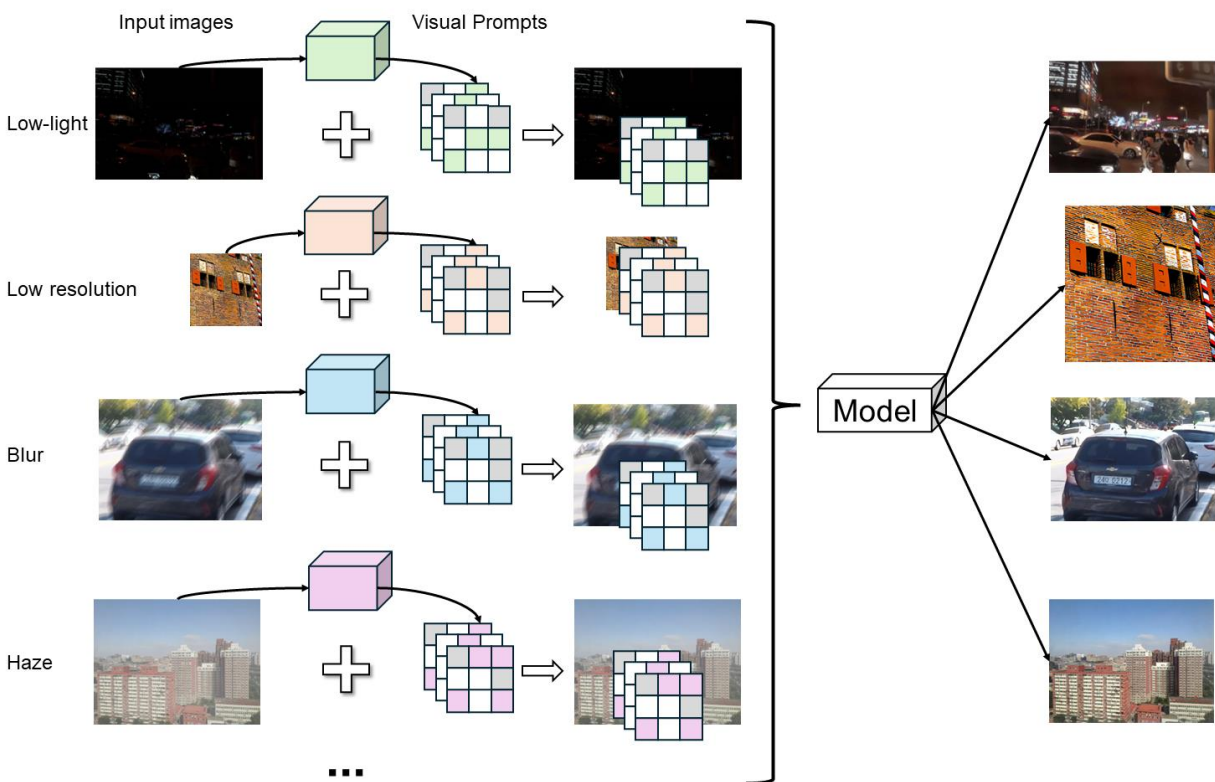 Input images
Visual Prompts
Low-light
Low resolution
Blur
Haze
...
Model